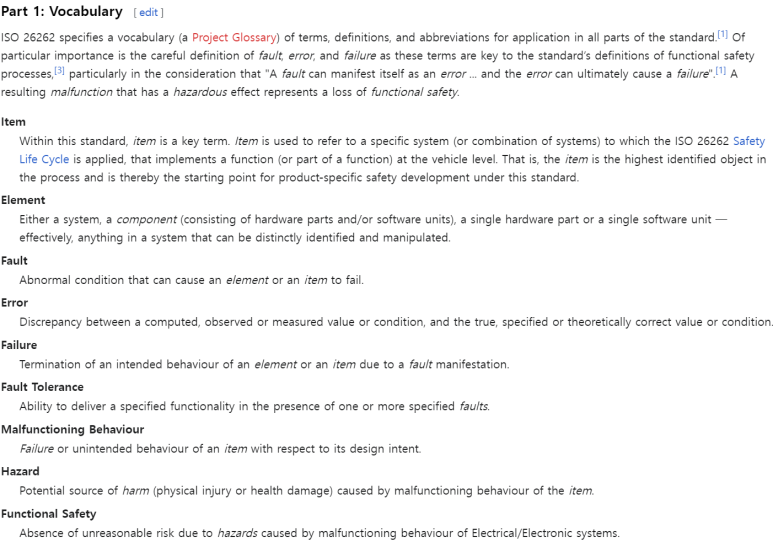 Part 1: Vocabulary [ edit ]
ISO 26262 specifies a vocabulary (a Project Glossary) of terms, definitions, and abbreviations for application in all parts of the standard.[1] Of
particular importance is the careful definition of fault, error, and failure as these terms are key to the standard's definitions of functional safety
processes,[3] particularly in the consideration that "A fault can manifest itself as an error ... and the error can ultimately cause a failure".[1] A
resulting malfunction that has a hazardous effect represents a loss of functional safety.
Item
Within this standard, item is a key term. Item is used to refer to a specific system (or combination of systems) to which the ISO 26262 Safety
Life Cycle is applied, that implements a function (or part of a function) at the vehicle level. That is, the item is the highest identified object in
the process and is thereby the starting point for product-specific safety development under this standard.
Element
Either a system, a component (consisting of hardware parts and/or software units), a single hardware part or a single software unit —
effectively, anything in a system that can be distinctly identified and manipulated.
Fault
Abnormal condition that can cause an element or an item to fail.
Error
Discrepancy between a computed, observed or measured value or condition, and the true, specified or theoretically correct value or condition.
Failure
Termination of an intended behaviour of an element or an item due to a fault manifestation.
Fault Tolerance
Ability to deliver a specified functionality in the presence of one or more specified faults.
Malfunctioning Behaviour
Failure or unintended behaviour of an item with respect to its design intent.
Hazard
Potential source of harm (physical injury or health damage) caused by malfunctioning behaviour of the item.
Functional Safety
Absence of unreasonable risk due to hazards caused by malfunctioning behaviour of Electrical/Electronic systems.